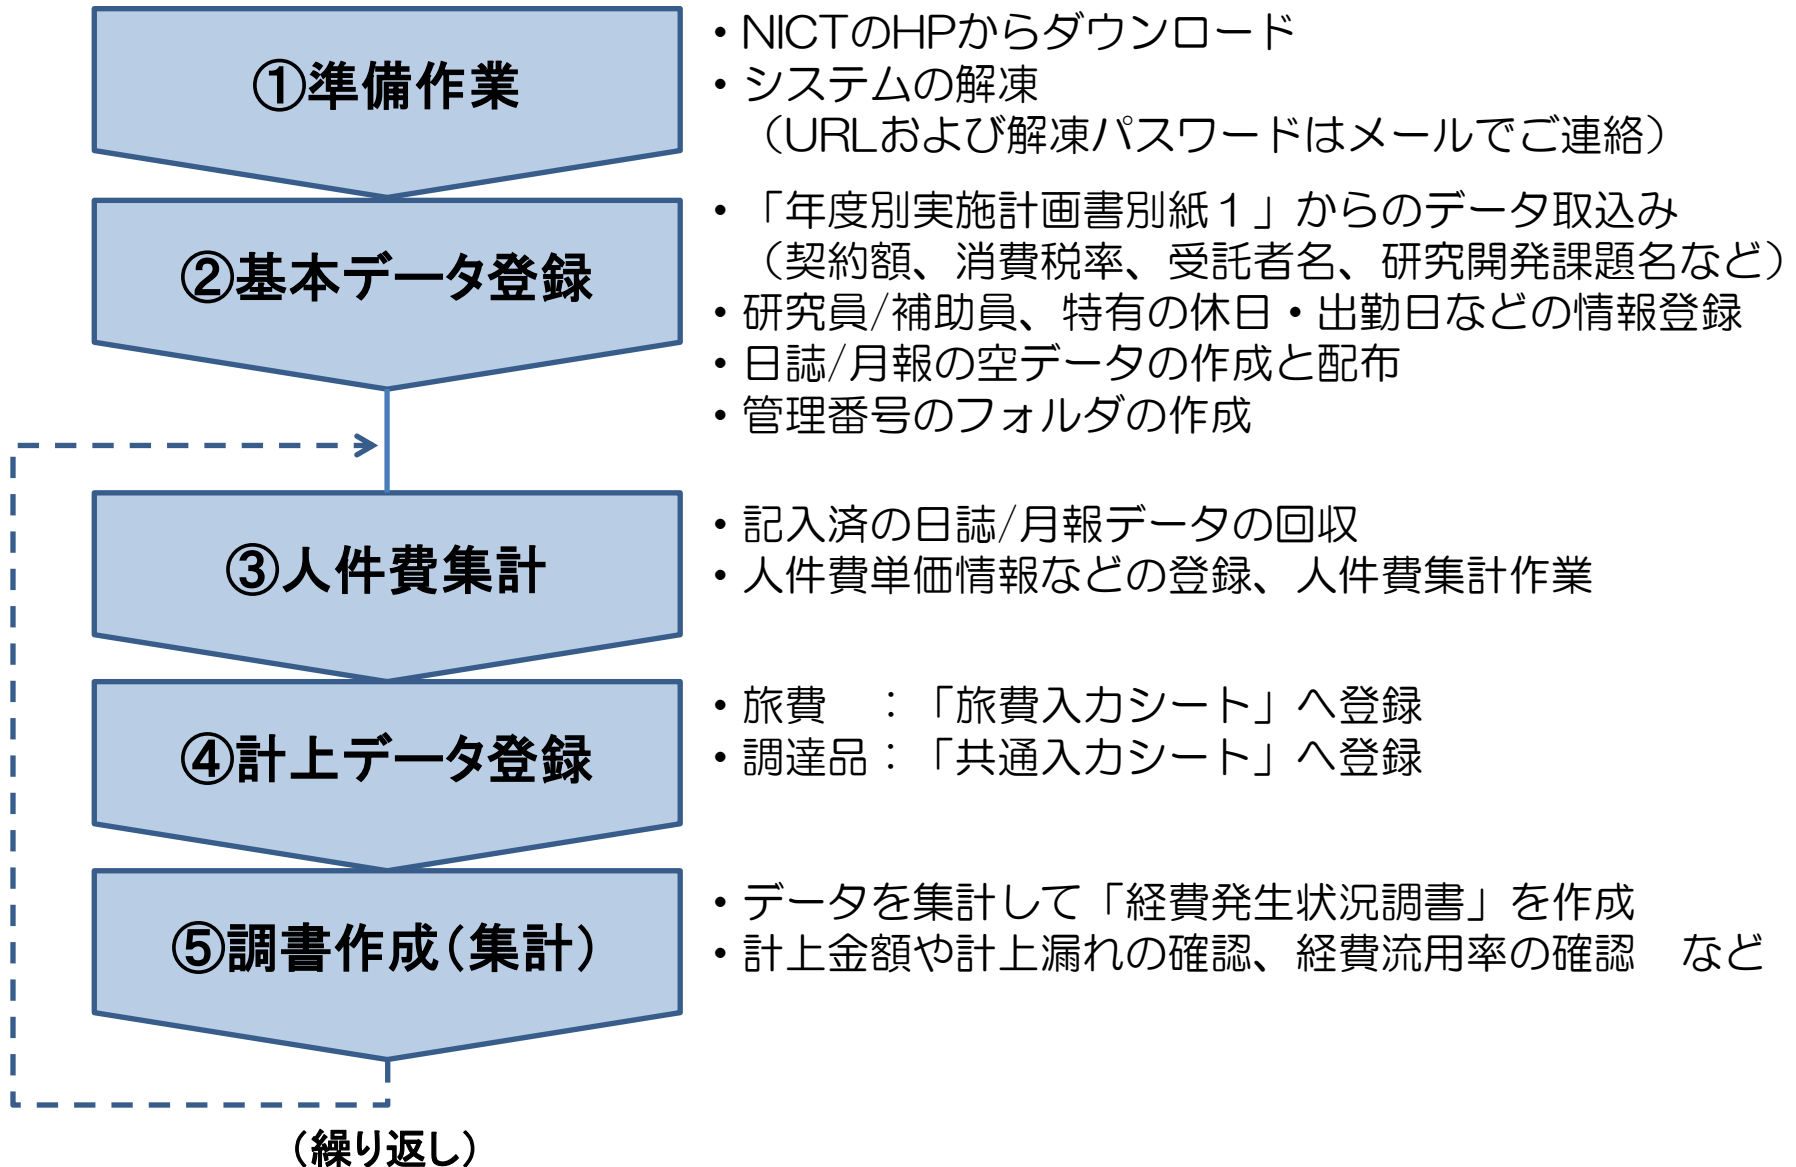 ①準備作業
・NICTのHPからダウンロード
・システムの解凍
（URLおよび解凍パスワードはメールでご連絡）
②基本データ登録
・「年度別実施計画書別紙１」からのデータ取込み
（契約額、消費税率、受託者名、研究開発課題名など）
・研究員/補助員、特有の休日・出勤日などの情報登録
・日誌/月報の空データの作成と配布
・管理番号のフォルダの作成
③人件費集計
・記入済の日誌/月報データの回収
・人件費単価情報などの登録、人件費集計作業
④計上データ登録
・旅費　：「旅費入力シート」へ登録
・調達品：「共通入力シート」へ登録
⑤調書作成（集計）
・データを集計して「経費発生状況調書」を作成
・計上金額や計上漏れの確認、経費流用率の確認　など
（繰り返し）